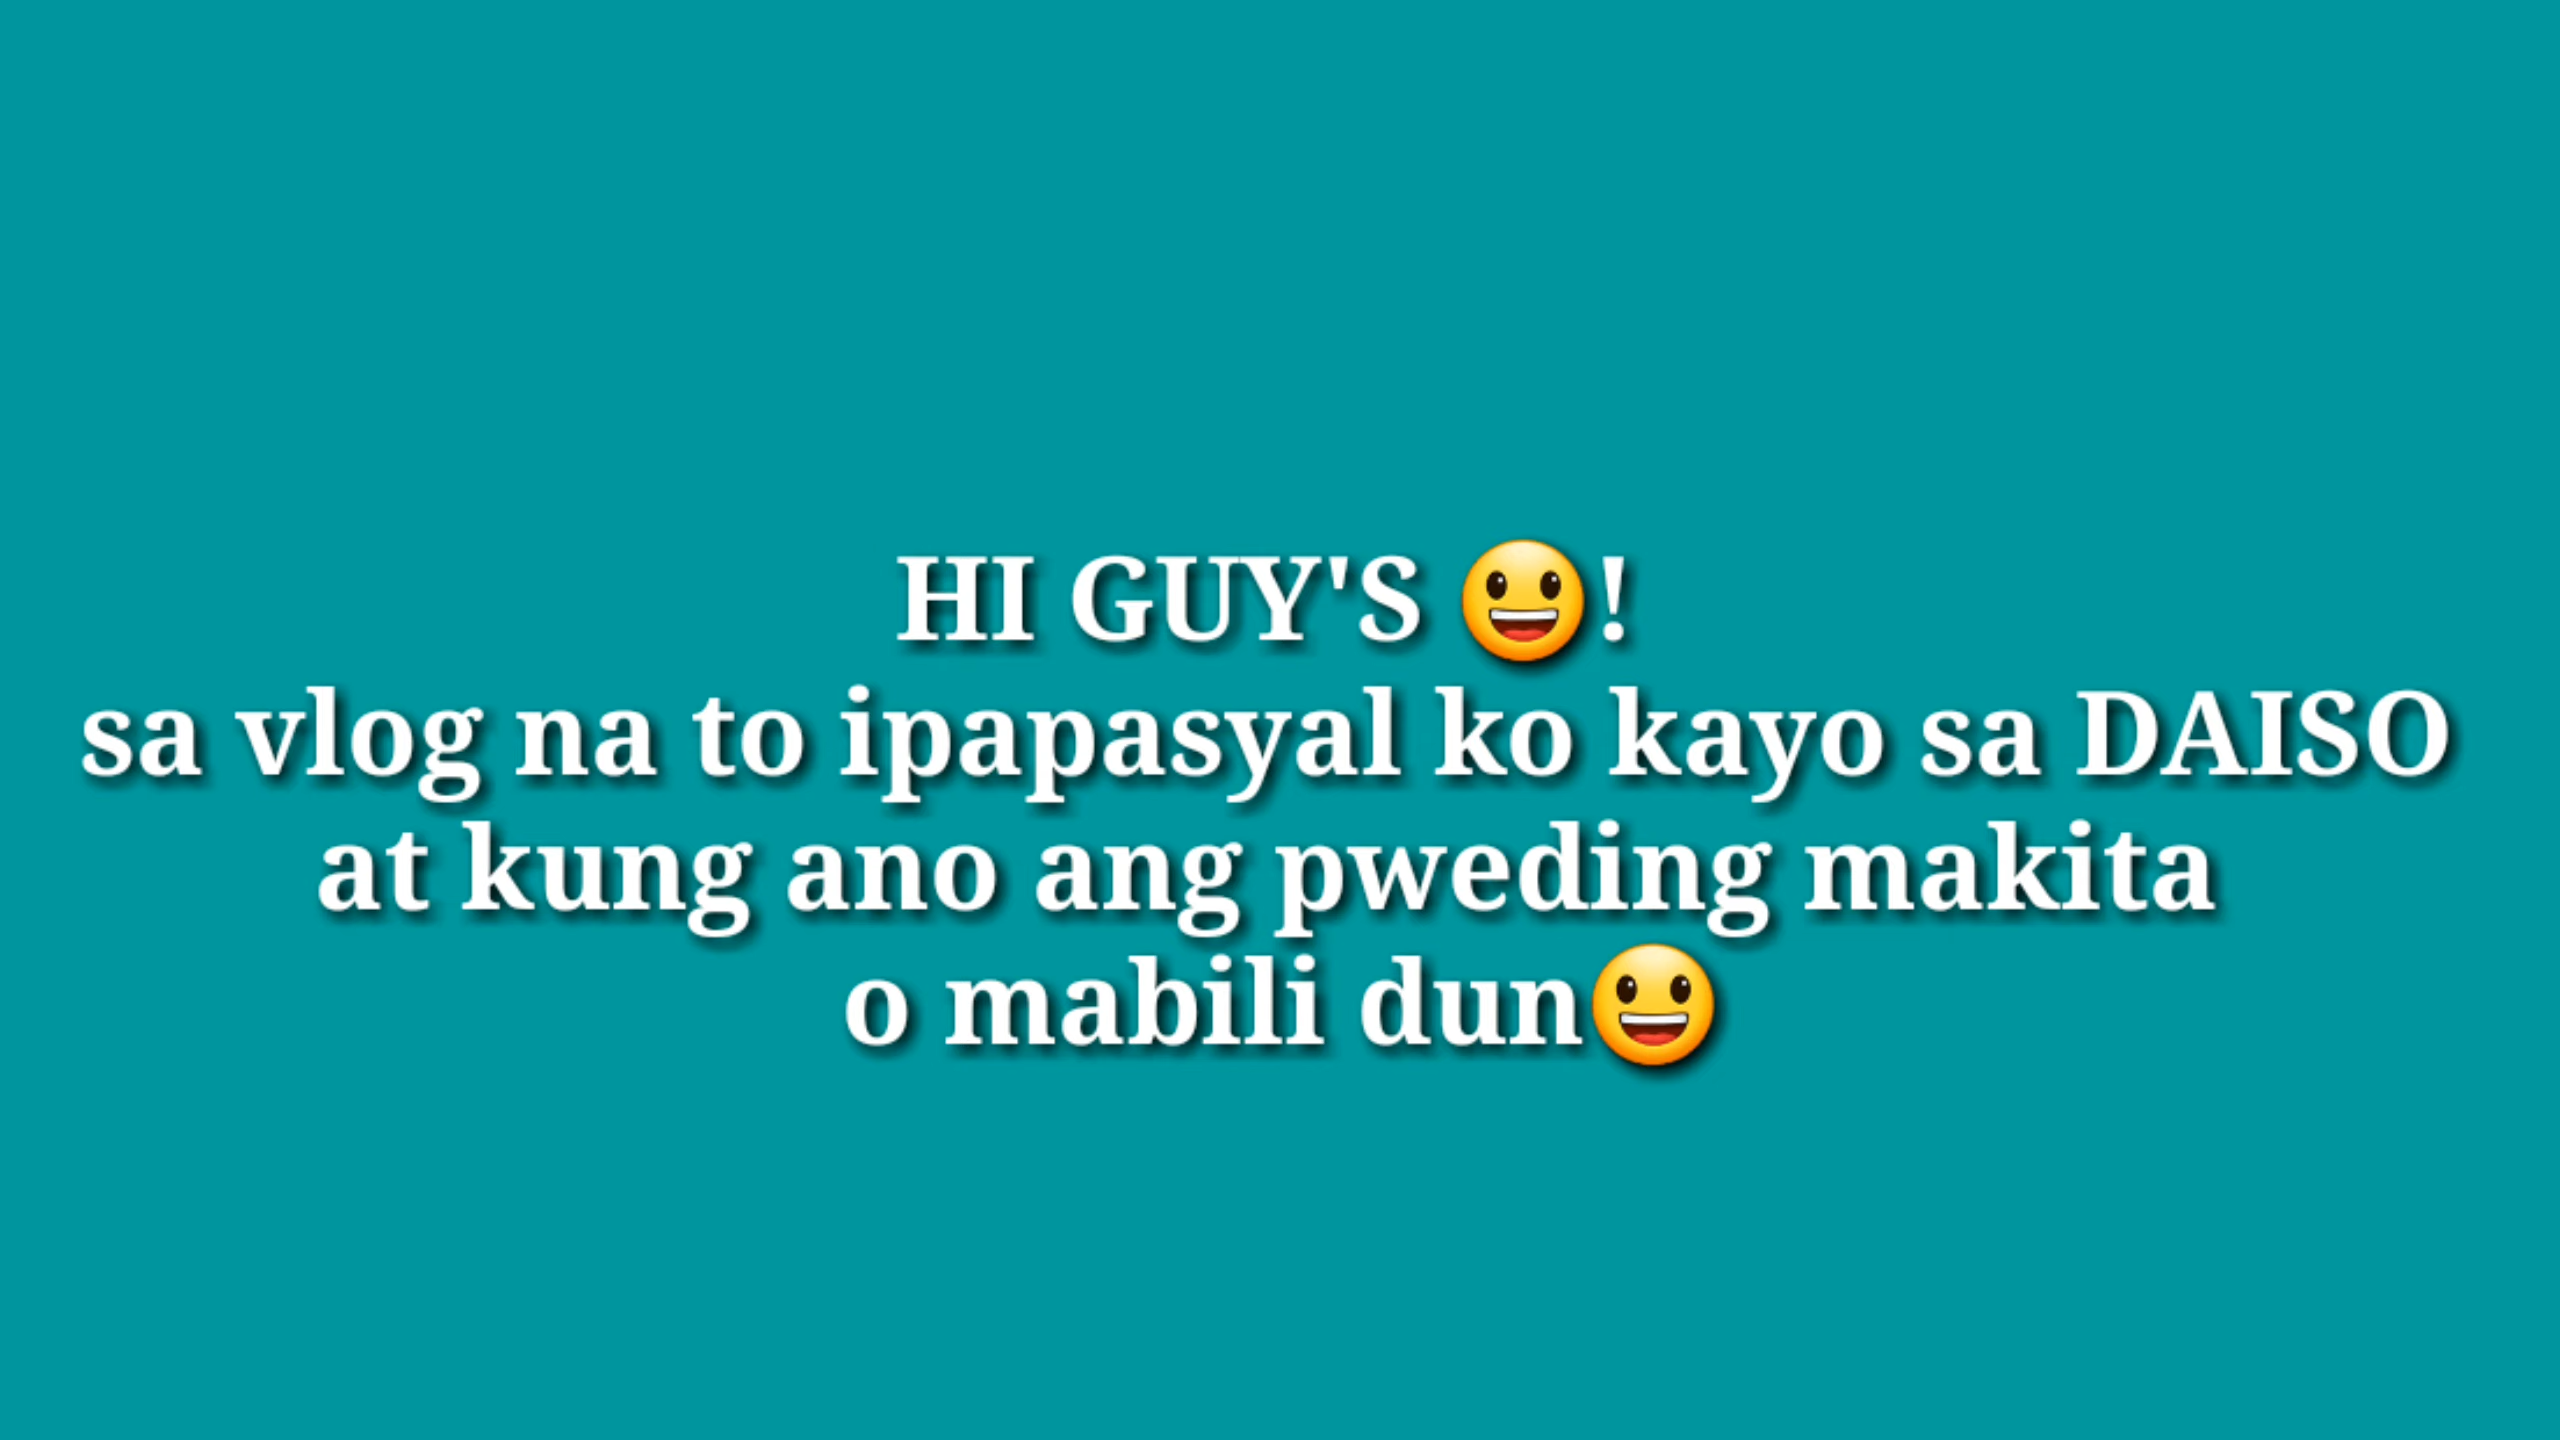 HI GUY'S 😃!
sa vlog na to ipapasyal ko kayo sa DAISO
at kung ano ang pweding makita
o mabili dun😃